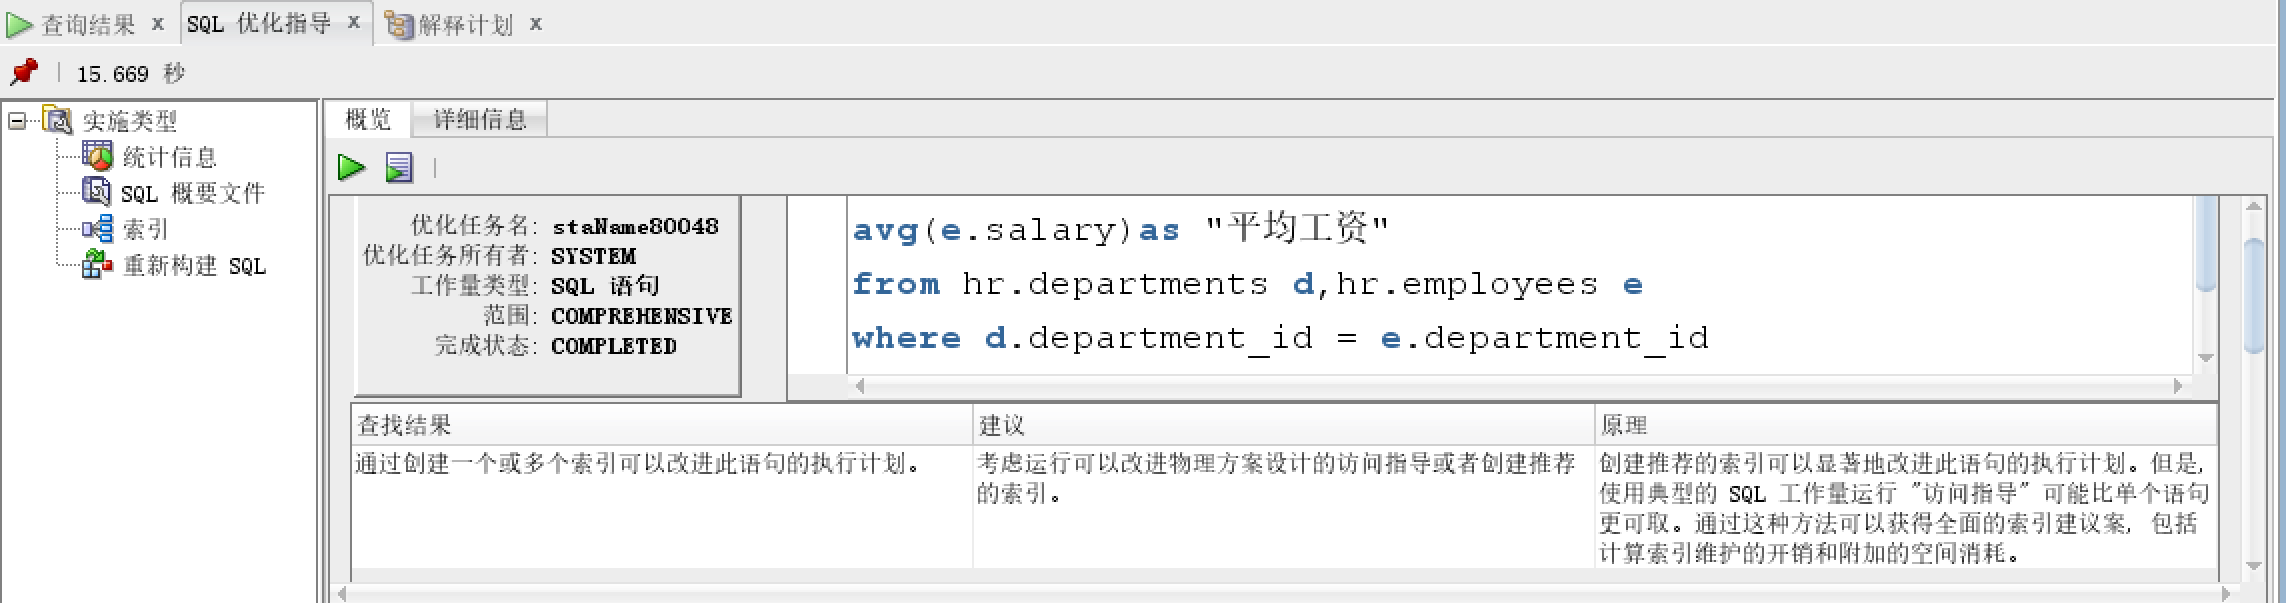 查询结果 x SQL 优化指导 x 解释计划 x
15.669 秒
实施类型
统计信息
SQL 概要文件
索引
重新构建 SQL
概览 详细信息
优化任务名: staName80048
优化任务所有者: SYSTEM
工作量类型: SQL 语句
范围: COMPREHENSIVE
完成状态: COMPLETED
avg(e.salary)as "平均工资"
from hr.departments d,hr.employees e
where d.department_id = e.department_id
查找结果
通过创建一个或多个索引可以改进此语句的执行计划。
建议
考虑运行可以改进物理方案设计的访问指导或者创建推荐
的索引。
原理
创建推荐的索引可以显著地改进此语句的执行计划。但是,
使用典型的 SQL 工作量运行 "访问指导" 可能比单个语句
更可取。通过这种方法可以获得全面的索引建议案, 包括
计算索引维护的开销和附加的空间消耗。